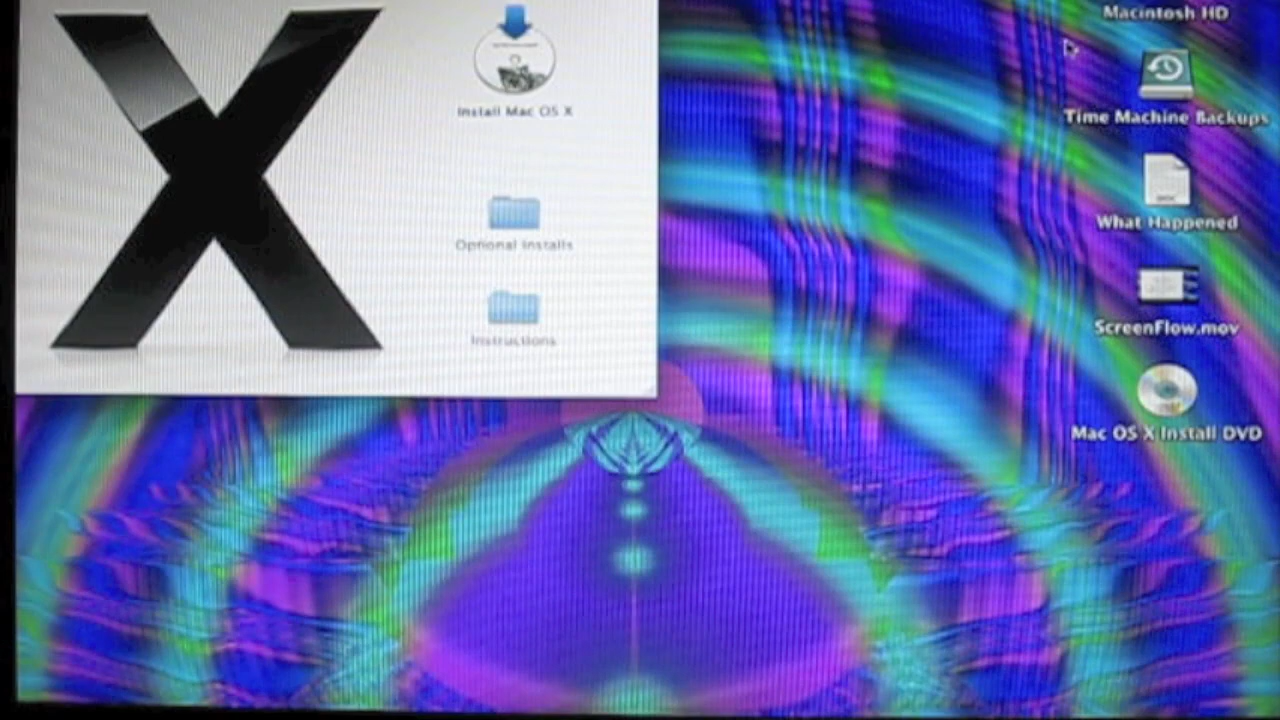 X
Install Mac OS X
Optional Installs
Instructions
Macintosh HD
Time Machine Backups
What Happened
ScreenFlow.mov
Mac OS X Install DVD